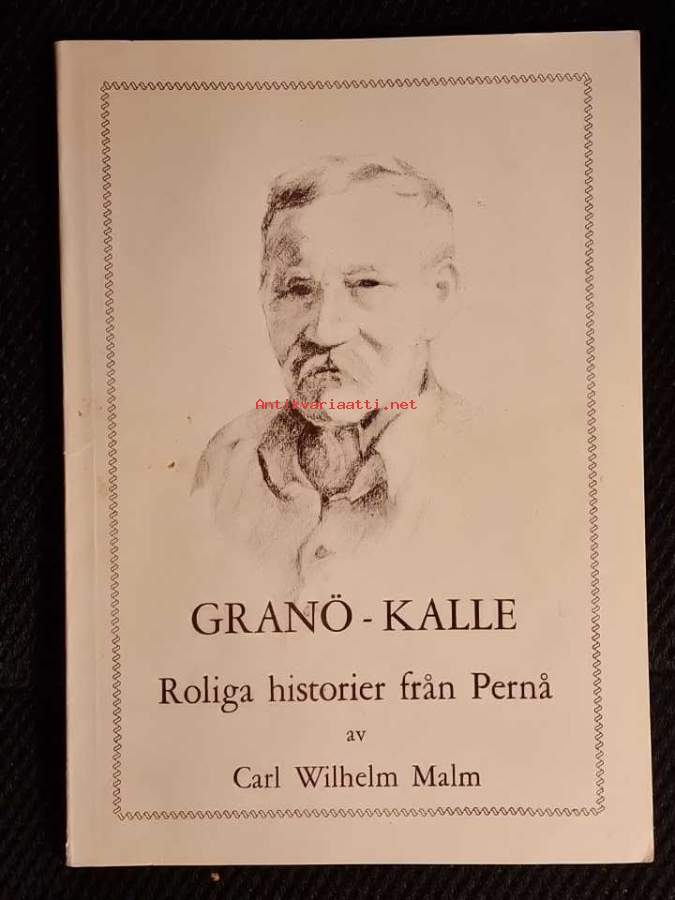 Antikvariaatti.net
GRANÖ - KALLE
Roliga historier från Pernå
av
Carl Wilhelm Malm